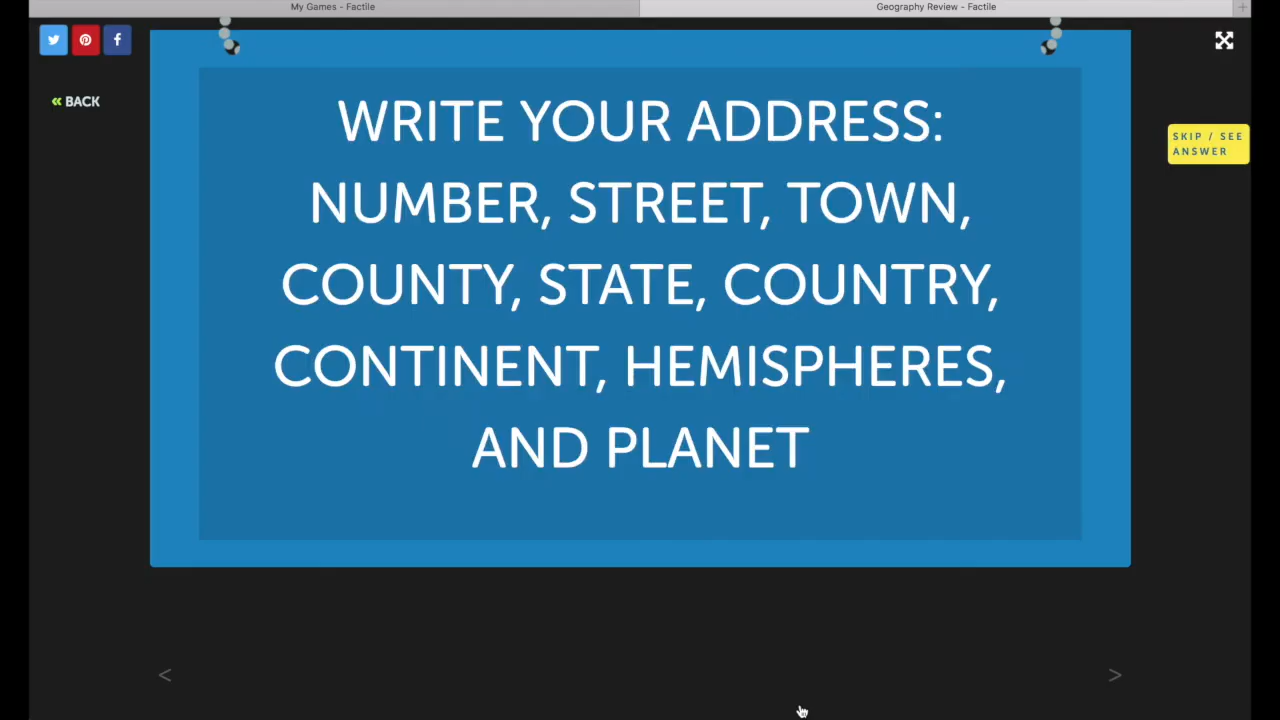 My Games - Factile
Geography Review - Factile
« BACK
WRITE YOUR ADDRESS:
NUMBER, STREET, TOWN,
COUNTY, STATE, COUNTRY,
CONTINENT, HEMISPHERES,
AND PLANET
SKIP / SEE
ANSWER
< >